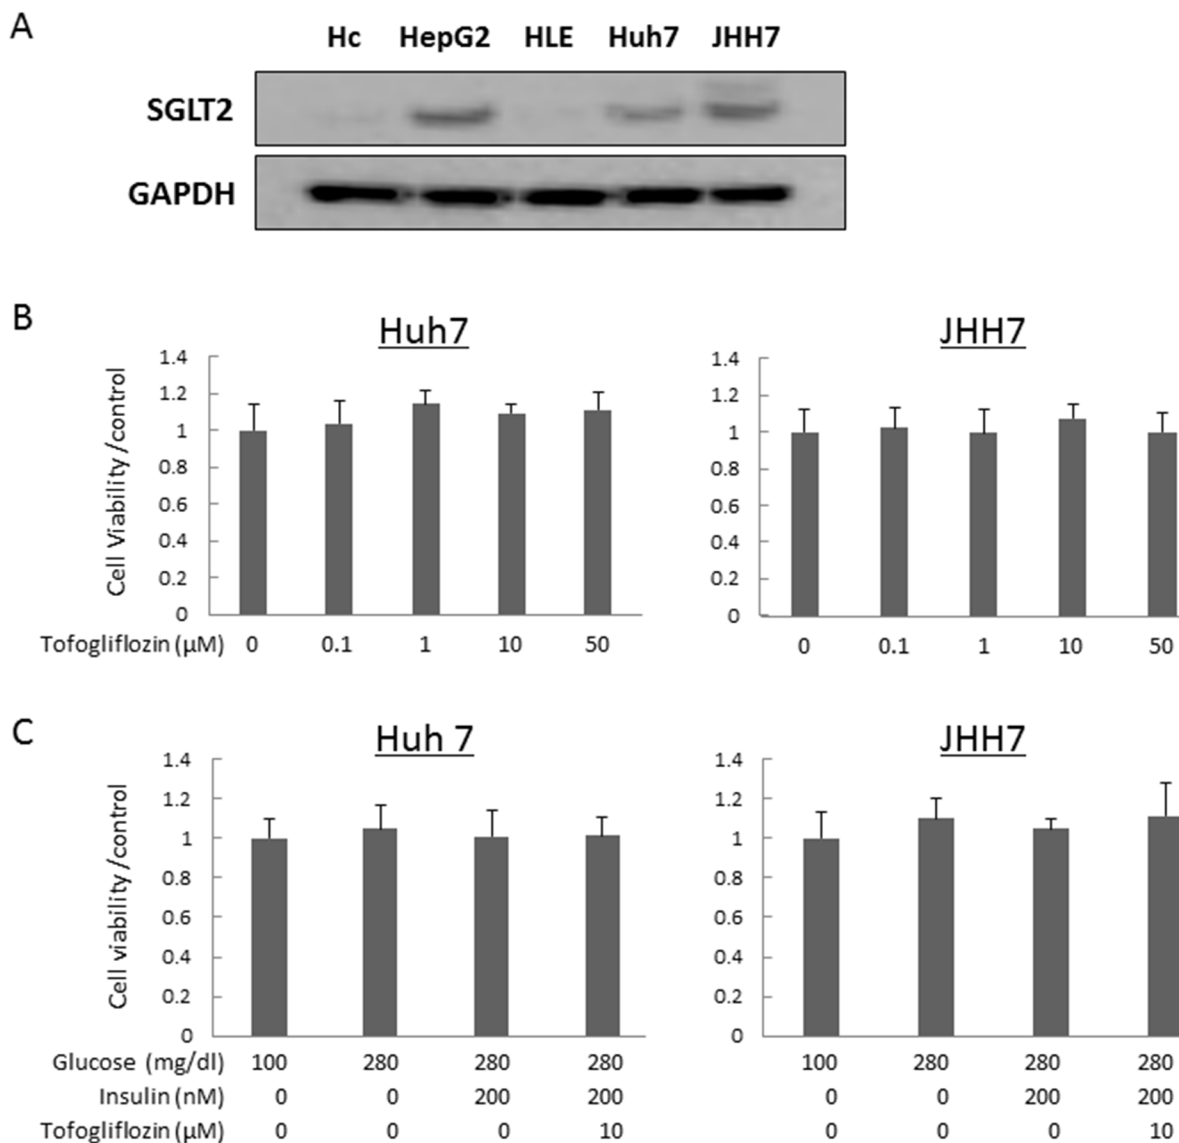 A
Hc HepG2 HLE Huh7 JHH7
SGLT2
GAPDH
B
Huh7
Cell Viability /control
1.4
1.2
1
0.8
0.6
0.4
0.2
0
Tofogliflozin (μM) 0 0.1 1 10 50
JHH7
1.4
1.2
1
0.8
0.6
0.4
0.2
0
0 0.1 1 10 50
C
Huh 7
Cell viability /control
1.4
1.2
1
0.8
0.6
0.4
0.2
0
Glucose (mg/dl) 100 280 280 280
Insulin (nM) 0 0 200 200
Tofogliflozin (μM) 0 0 0 10
JHH7
1.4
1.2
1
0.8
0.6
0.4
0.2
0
100 280 280 280
0 0 200 200
0 0 0 10